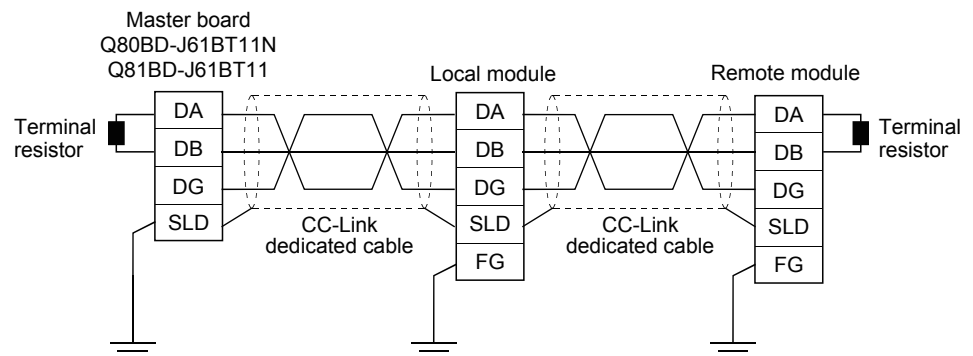 Master board
Q80BD-J61BT11N
Q81BD-J61BT11
Local module
Remote module
Terminal
resistor
DA
DB
DG
SLD
CC-Link
dedicated cable
DA
DB
DG
SLD
FG
CC-Link
dedicated cable
DA
DB
DG
SLD
FG
Terminal
resistor